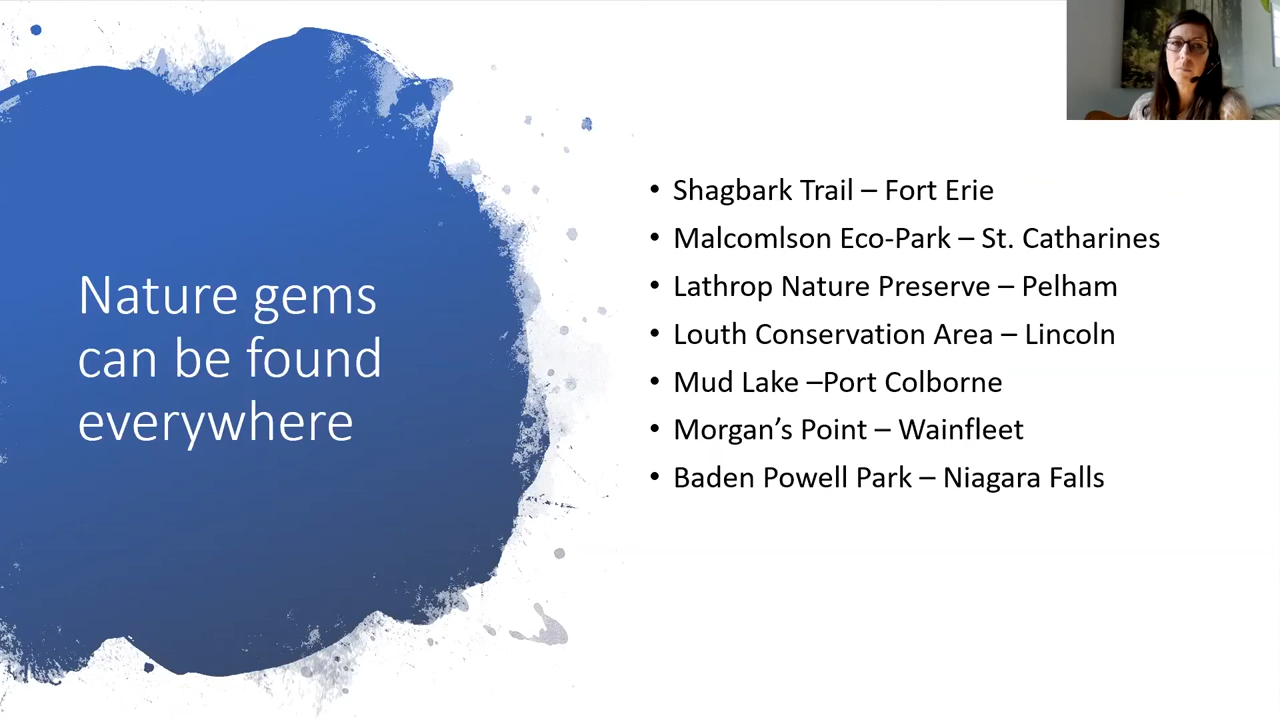 Nature gems
can be found
everywhere
• Shagbark Trail – Fort Erie
• Malcomlson Eco-Park – St. Catharines
• Lathrop Nature Preserve – Pelham
• Louth Conservation Area – Lincoln
• Mud Lake –Port Colborne
• Morgan’s Point – Wainfleet
• Baden Powell Park – Niagara Falls